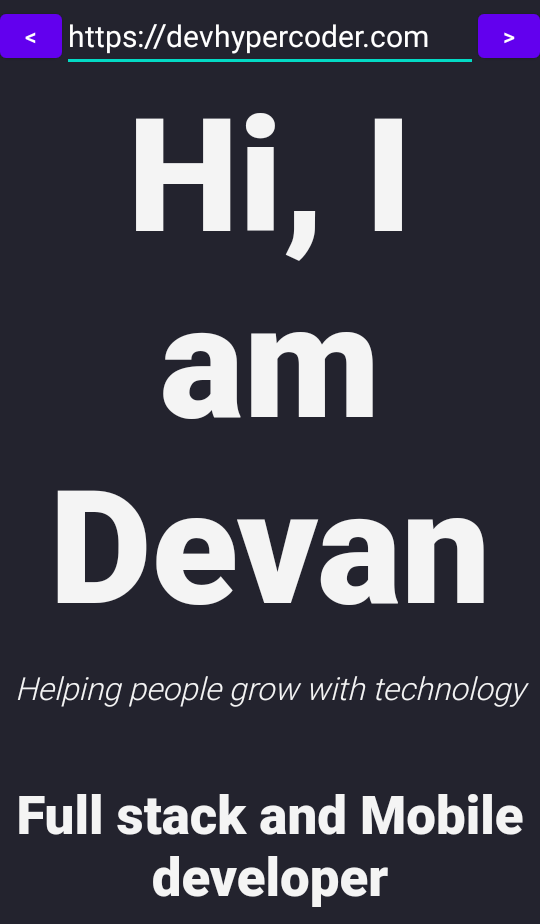 < https://devhypercoder.com >
Hi, I
am
Devan
Helping people grow with technology
Full stack and Mobile
developer